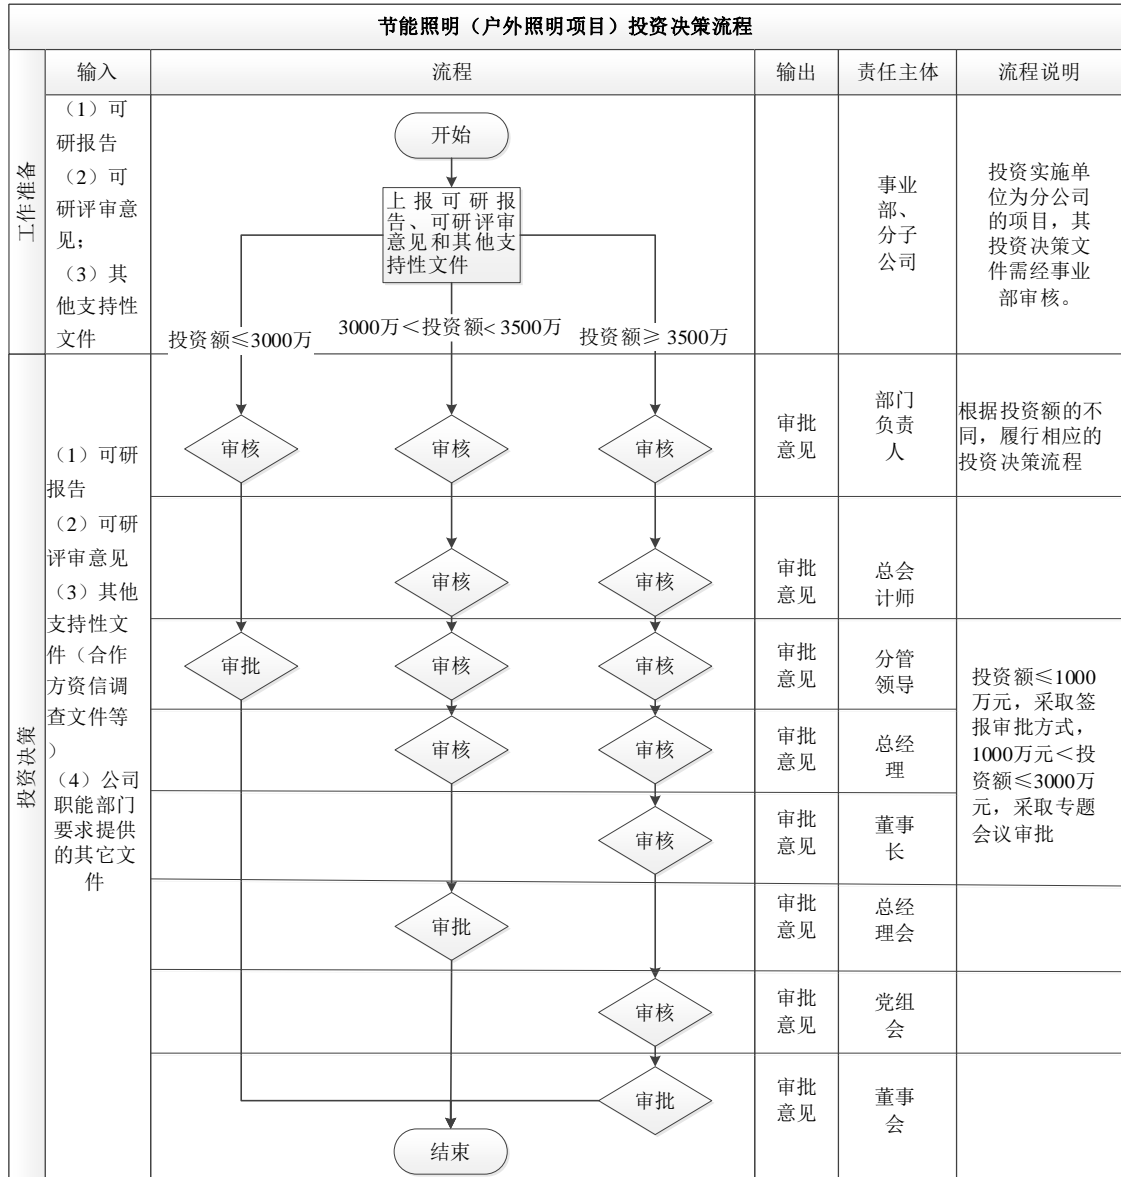 节能照明（户外照明项目）投资决策流程
输入
流程
输出
责任主体
流程说明
工作准备
（1）可
研报告
（2）可
研评审意
见；
（3）其
他支持性
文件
开始
上报可研报
告、可研评审
意见和其他支
持性文件
投资额≤3000万
3000万＜投资额< 3500万
投资额≥ 3500万
事业
部、
分子
公司
投资实施单
位为分公司
的项目，其
投资决策文
件需经事业
部审核。
投资决策
（1）可研
报告
（2）可研
评审意见
（3）其他
支持性文
件（合作
方资信调
查文件等
）
（4）公司
职能部门
要求提供
的其它文
件
审核
审核
审核
审批
意见
部门
负责
人
根据投资额的不
同，履行相应的
投资决策流程
审核
审核
审批
意见
总会
计师
审批
审核
审核
审批
意见
分管
领导
投资额≤1000
万元，采取签
报审批方式，
1000万元＜投
资额≤3000万
元，采取专题
会议审批
审核
审核
审批
意见
总经
理
审核
审批
意见
董事
长
审批
审批
意见
总经
理会
审核
审批
意见
党组
会
审批
审批
意见
董事
会
结束